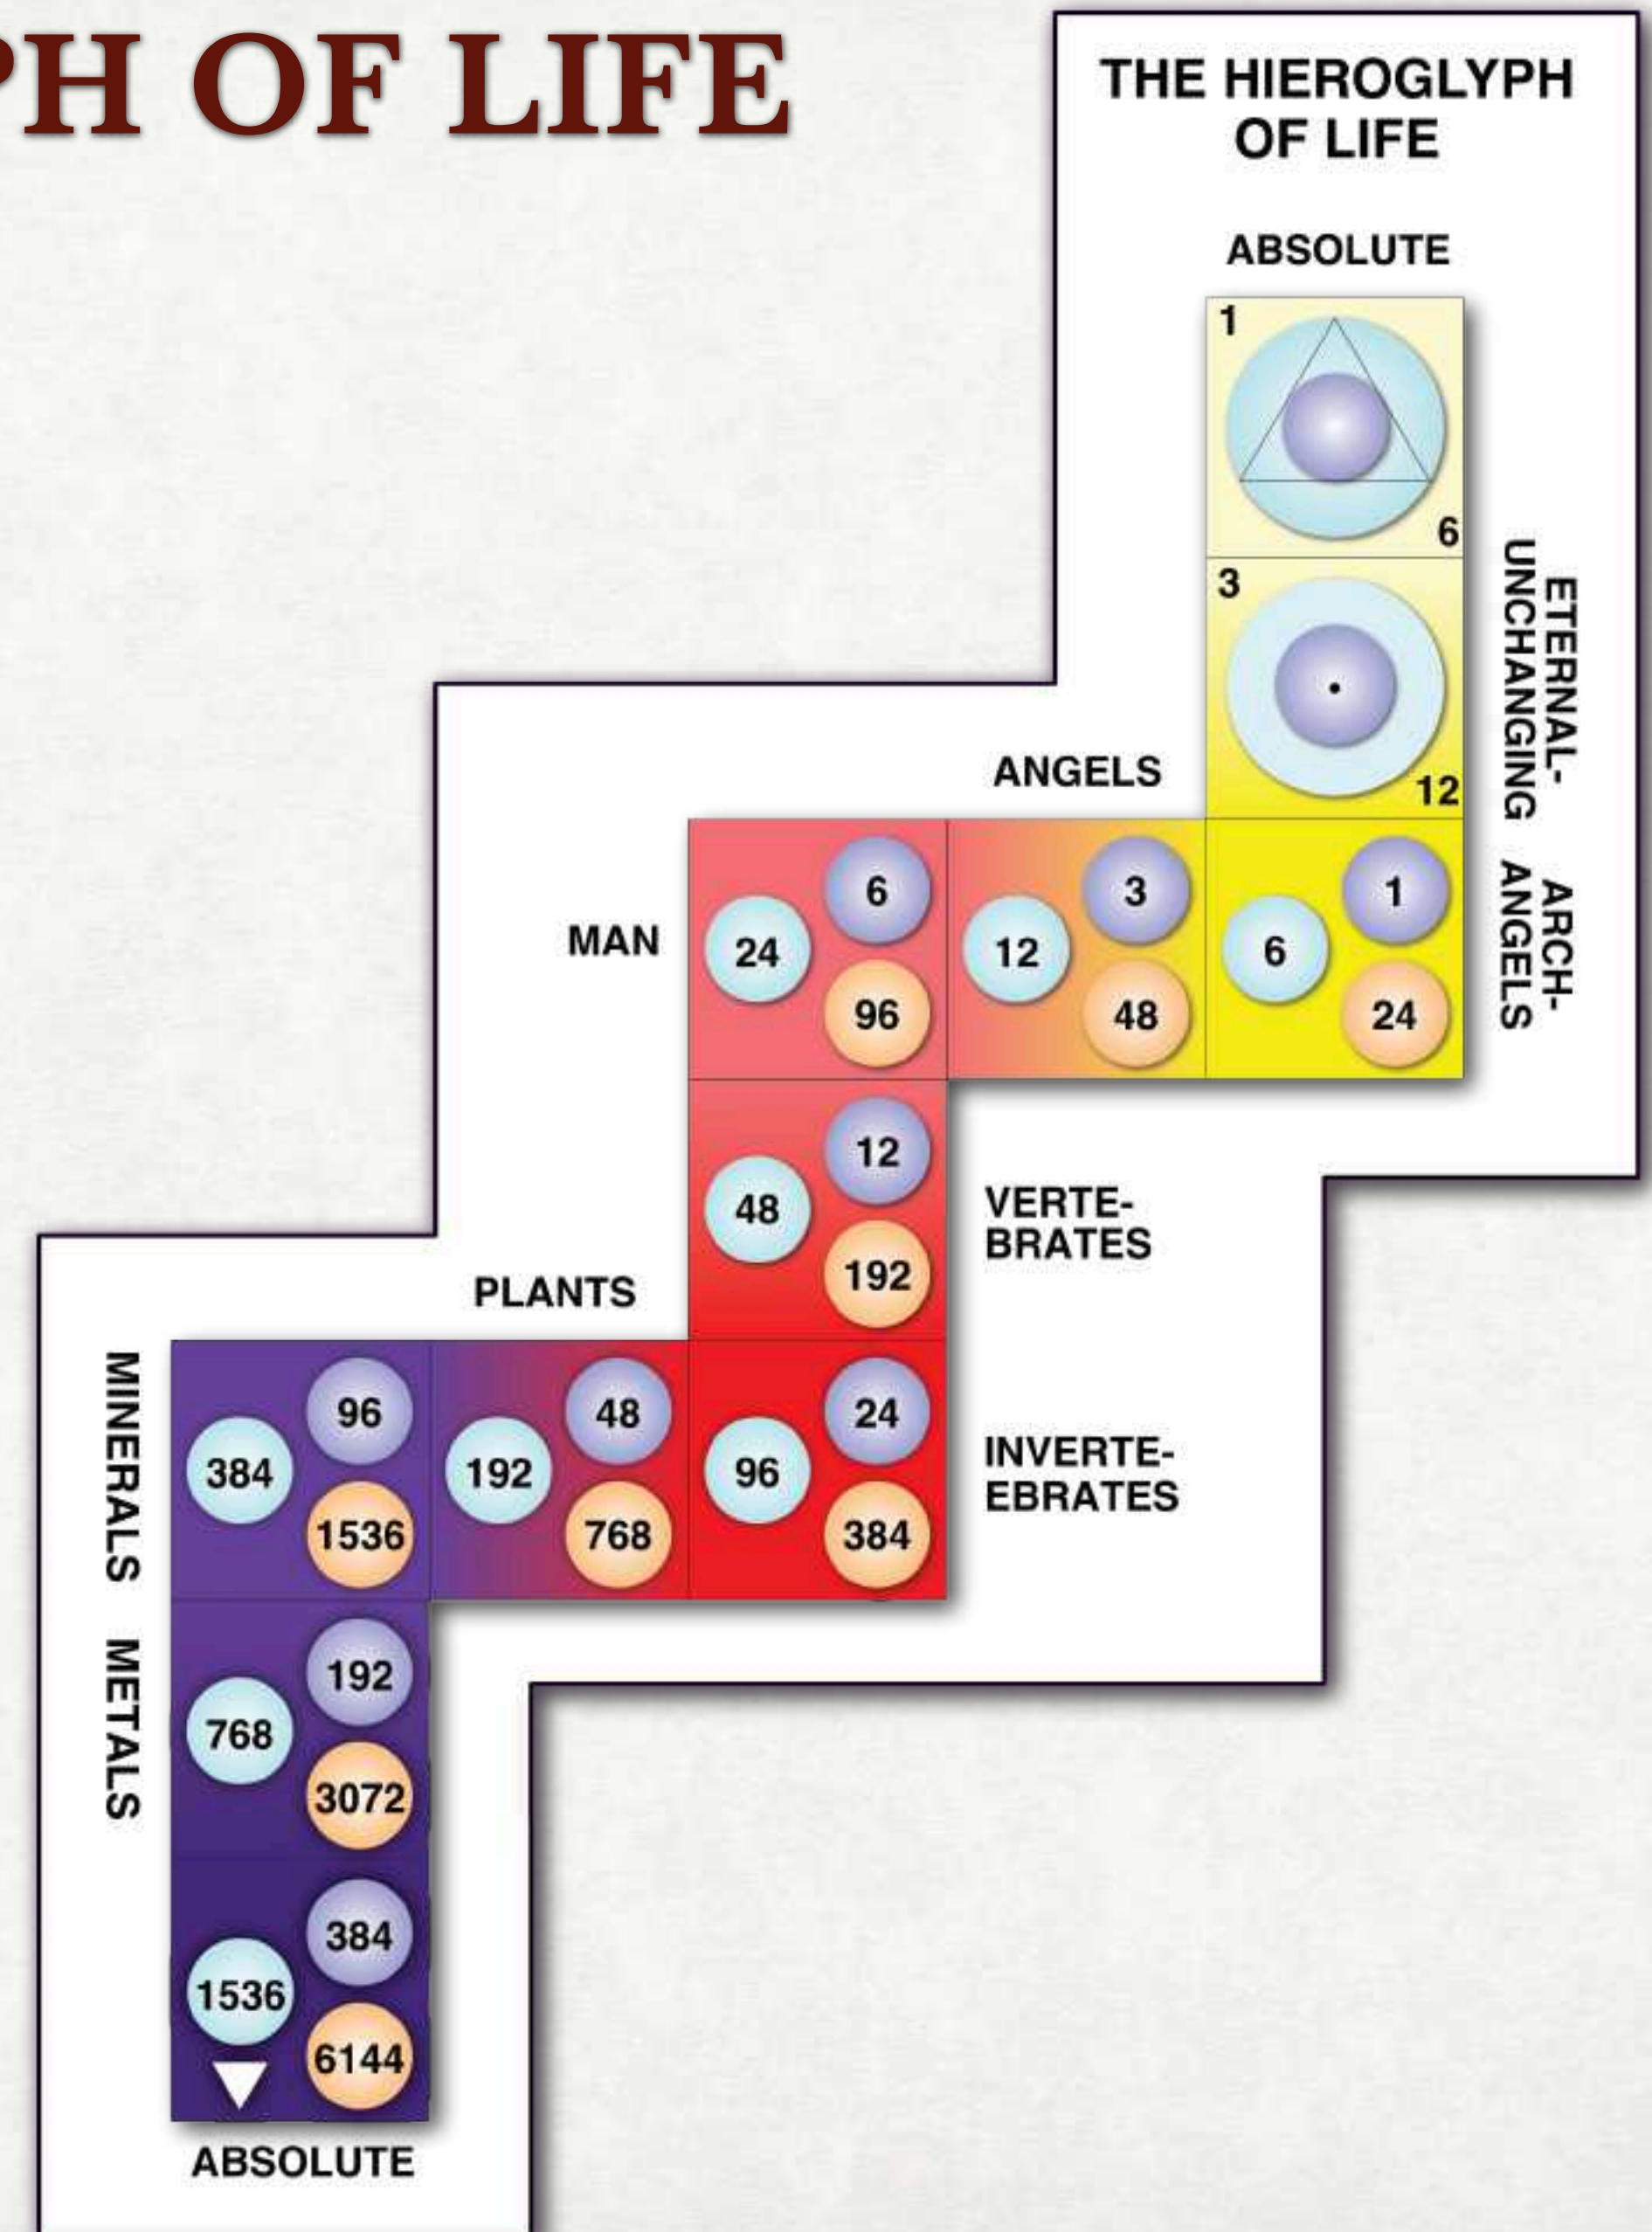 PH OF LIFE
THE HIEROGLYPH
OF LIFE
ABSOLUTE
1
6
3
12
ETERNAL-
UNCHANGING
ARCH-
ANGELS
ANGELS
MAN
6
24
96
3
12
48
1
6
24
12
48
192
VERTE-
BRATES
PLANTS
MINERALS
96
384
1536
48
192
768
24
96
384
INVERTE-
EBRATES
METALS
192
768
3072
384
1536
6144
ABSOLUTE